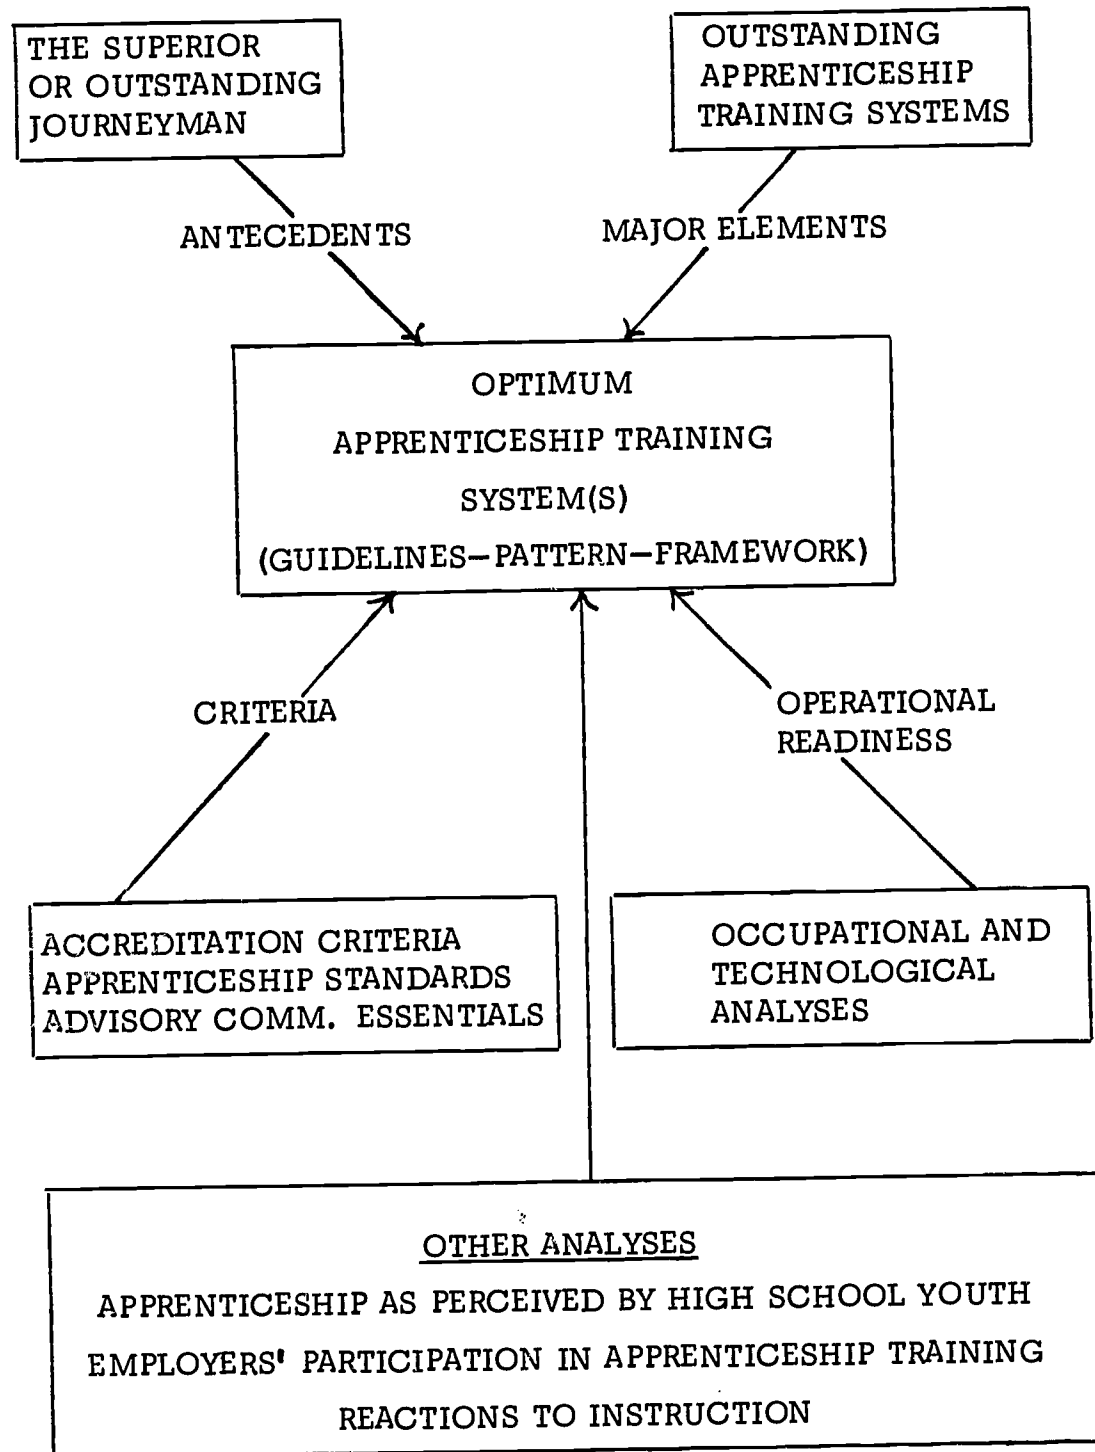 THE SUPERIOR
OR OUTSTANDING
JOURNEYMAN
OUTSTANDING
APPRENTICESHIP
TRAINING SYSTEMS
ANTECEDENTS
MAJOR ELEMENTS
OPTIMUM
APPRENTICESHIP TRAINING
SYSTEM(S)
(GUIDELINES—PATTERN—FRAMEWORK)
CRITERIA
OPERATIONAL
READINESS
ACCREDITATION CRITERIA
APPRENTICESHIP STANDARDS
ADVISORY COMM. ESSENTIALS
OCCUPATIONAL AND
TECHNOLOGICAL
ANALYSES
OTHER ANALYSES
APPRENTICESHIP AS PERCEIVED BY HIGH SCHOOL YOUTH
EMPLOYERS' PARTICIPATION IN APPRENTICESHIP TRAINING
REACTIONS TO INSTRUCTION